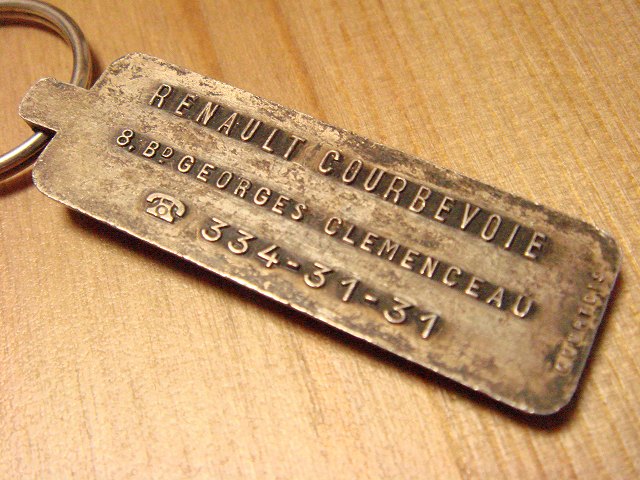 RENAULT COURBEVOIE
8, BD GEORGES CLEMENCEAU
334-31-31